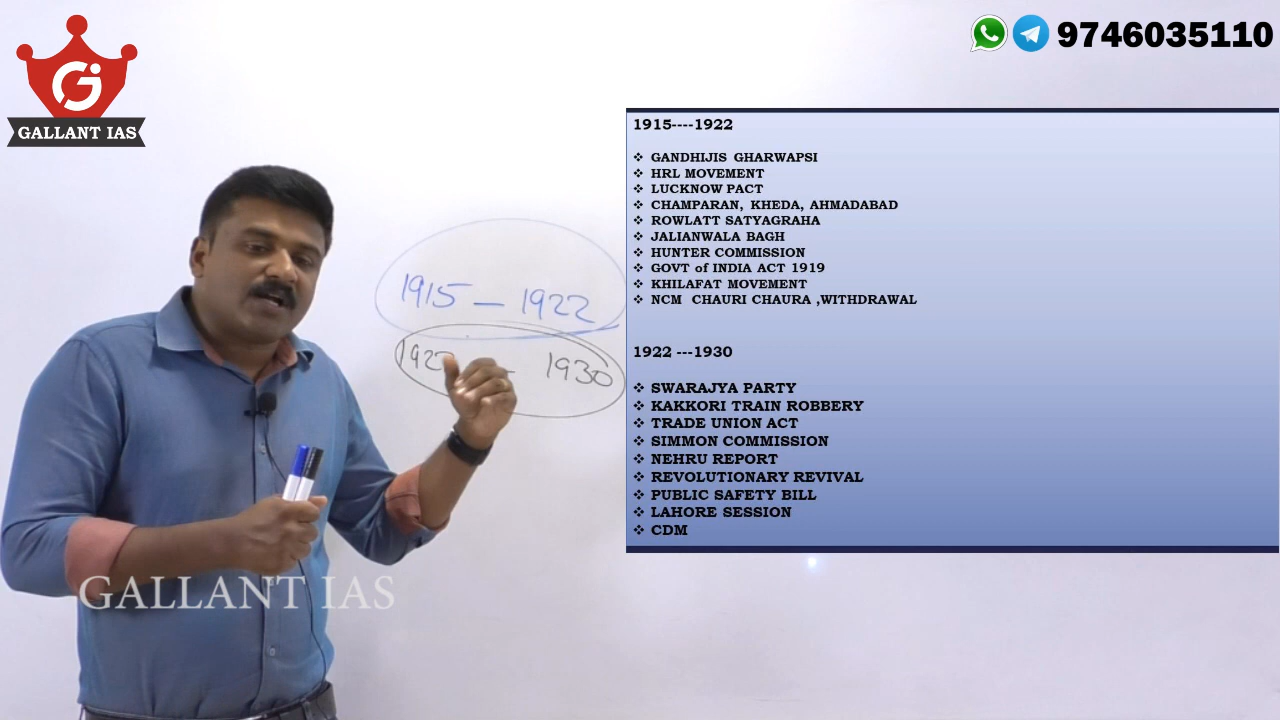 9746035110
GALLANT IAS
1915----1922
❖ GANDHIJIS GHARWAPSI
❖ HRL MOVEMENT
❖ LUCKNOW PACT
❖ CHAMPARAN, KHEDA, AHMADABAD
❖ ROWLATT SATYAGRAHA
❖ JALIANWALA BAGH
❖ HUNTER COMMISSION
❖ GOVT of INDIA ACT 1919
❖ KHILAFAT MOVEMENT
❖ NCM CHAURI CHAURA ,WITHDRAWAL
1922 ---1930
❖ SWARAJYA PARTY
❖ KAKKORI TRAIN ROBBERY
❖ TRADE UNION ACT
❖ SIMMON COMMISSION
❖ NEHRU REPORT
❖ REVOLUTIONARY REVIVAL
❖ PUBLIC SAFETY BILL
❖ LAHORE SESSION
❖ CDM
1915 – 1922
1922 – 1930
GALLANT IAS